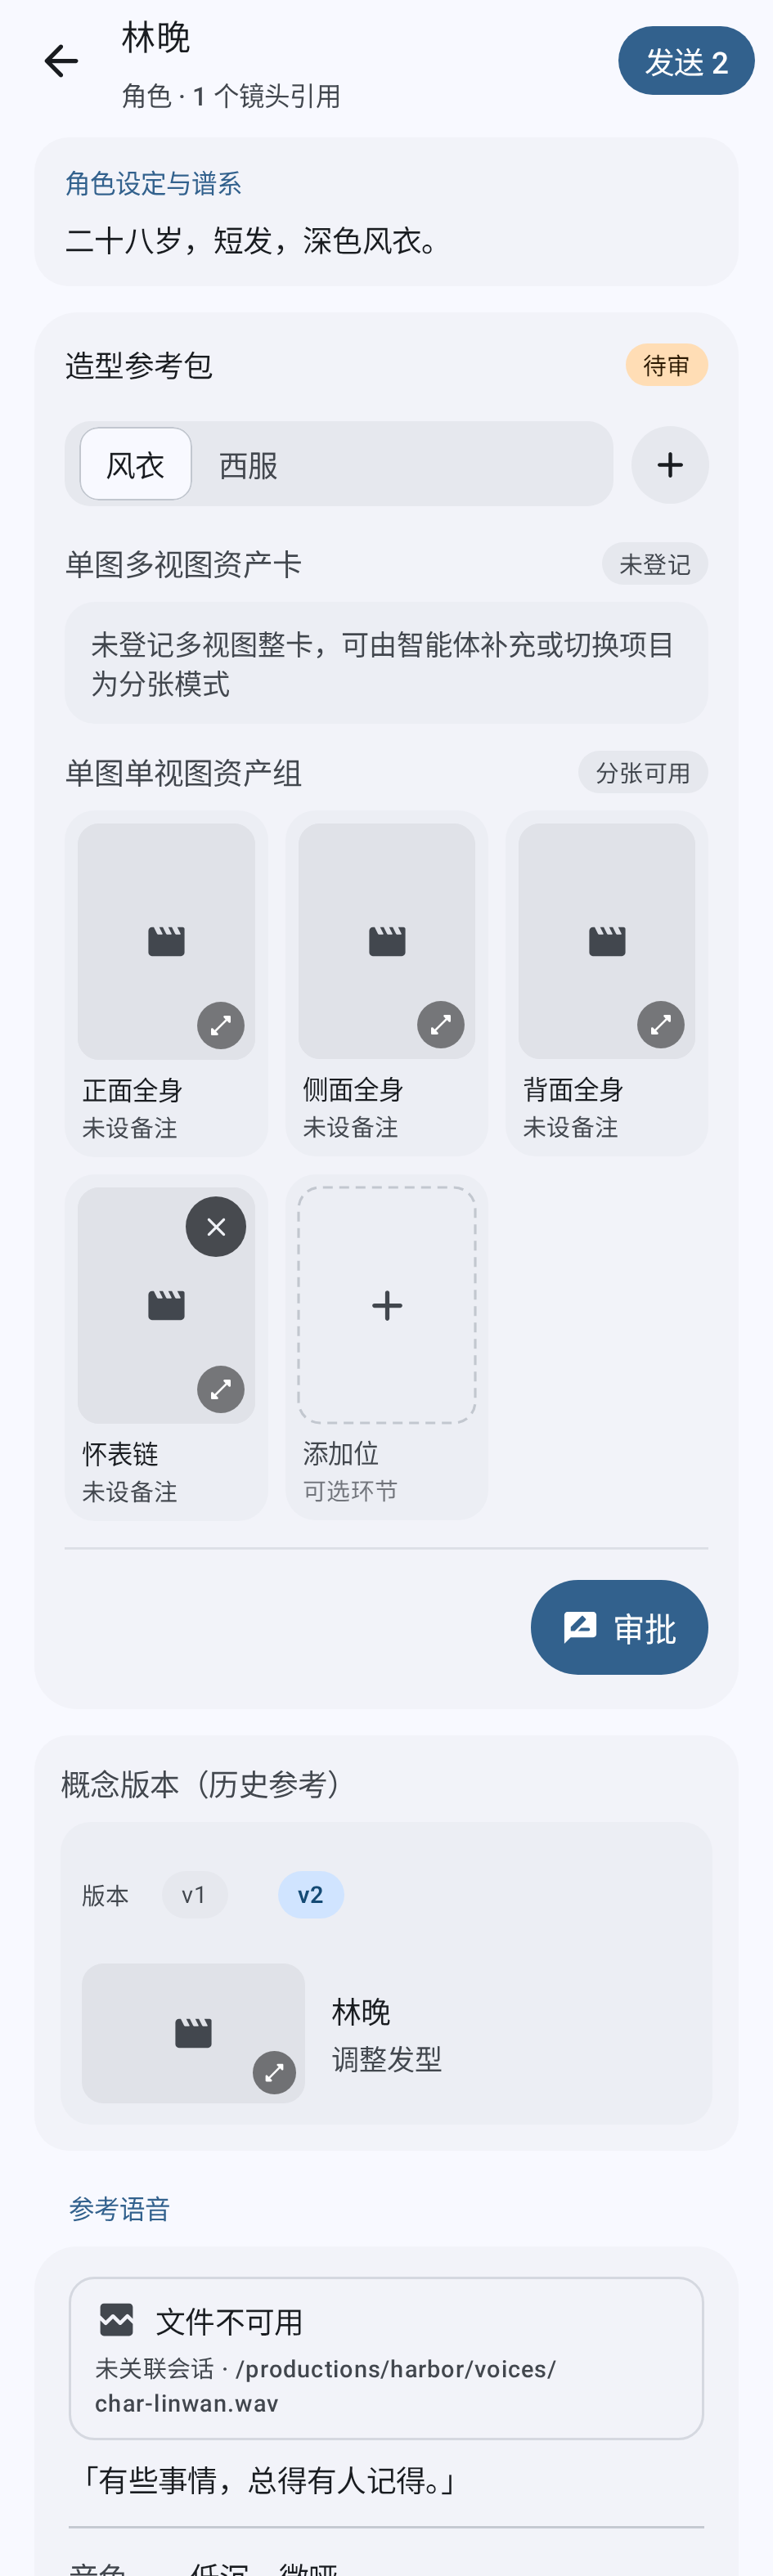 林晚
发送 2
角色 · 1 个镜头引用
角色设定与谱系
二十八岁，短发，深色风衣。
造型参考包
待审
风衣
西服
单图多视图资产卡
未登记
未登记多视图整卡，可由智能体补充或切换项目
为分张模式
单图单视图资产组
分张可用
正面全身
未设备注
侧面全身
未设备注
背面全身
未设备注
怀表链
未设备注
添加位
可选环节
审批
概念版本（历史参考）
版本
v1
v2
林晚
调整发型
参考语音
文件不可用
未关联会话 · /productions/harbor/voices/
char-linwan.wav
「有些事情，总得有人记得。」
音色
低沉、微哑